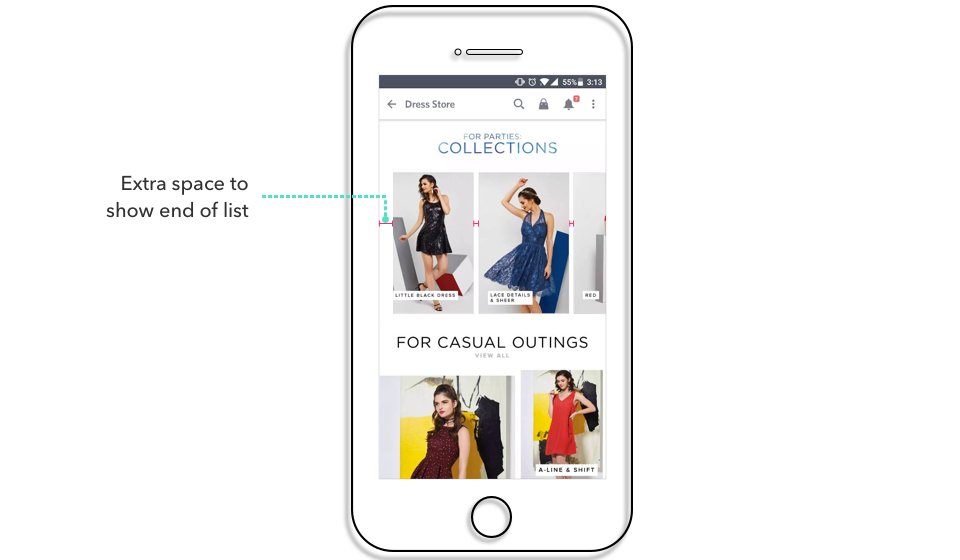 Extra space to
show end of list
55% 3:13
Dress Store
7
FOR PARTIES:
COLLECTIONS
LITTLE BLACK DRESS
LACE DETAILS
& SHEER
RED
FOR CASUAL OUTINGS
VIEW ALL
A-LINE & SHIFT